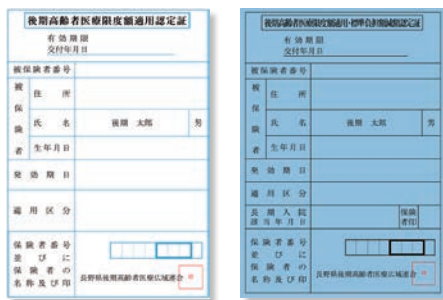 後期高齢者医療限度額適用認定証
有効期限
交付年月日
被保険者番号
被保険者
住所
氏名 後期 太郎 男
生年月日
発効期日
適用区分
保険者番号
並びに
保険者の
名称及び印
長野県後期高齢者医療広域連合
後期高齢者医療限度額適用・標準負担額減額認定証
有効期限
交付年月日
被保険者番号
被保険者
住所
氏名 後期 太郎 男
生年月日
発効期日
適用区分
長期入院
該当年月日
保険
者印
保険者番号
並びに
保険者の
名称及び印
長野県後期高齢者医療広域連合